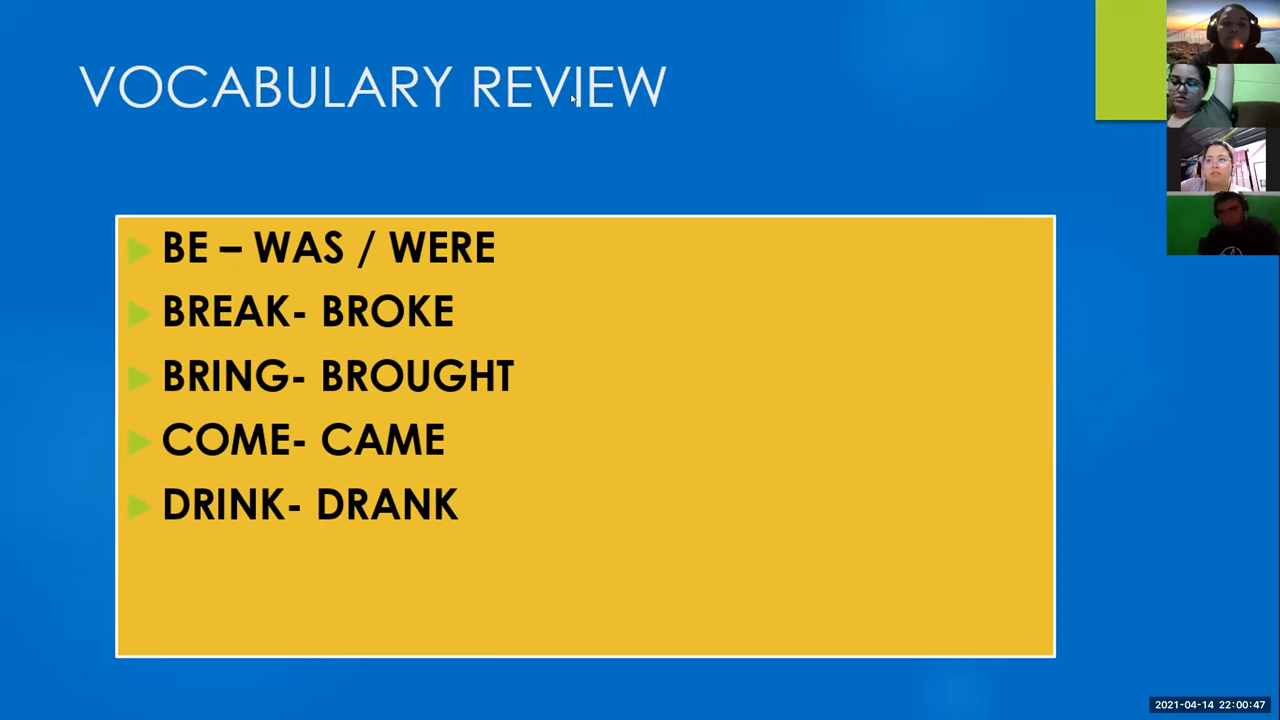 VOCABULARY REVIEW
BE – WAS / WERE
BREAK- BROKE
BRING- BROUGHT
COME- CAME
DRINK- DRANK
2021-04-14 22:00:47